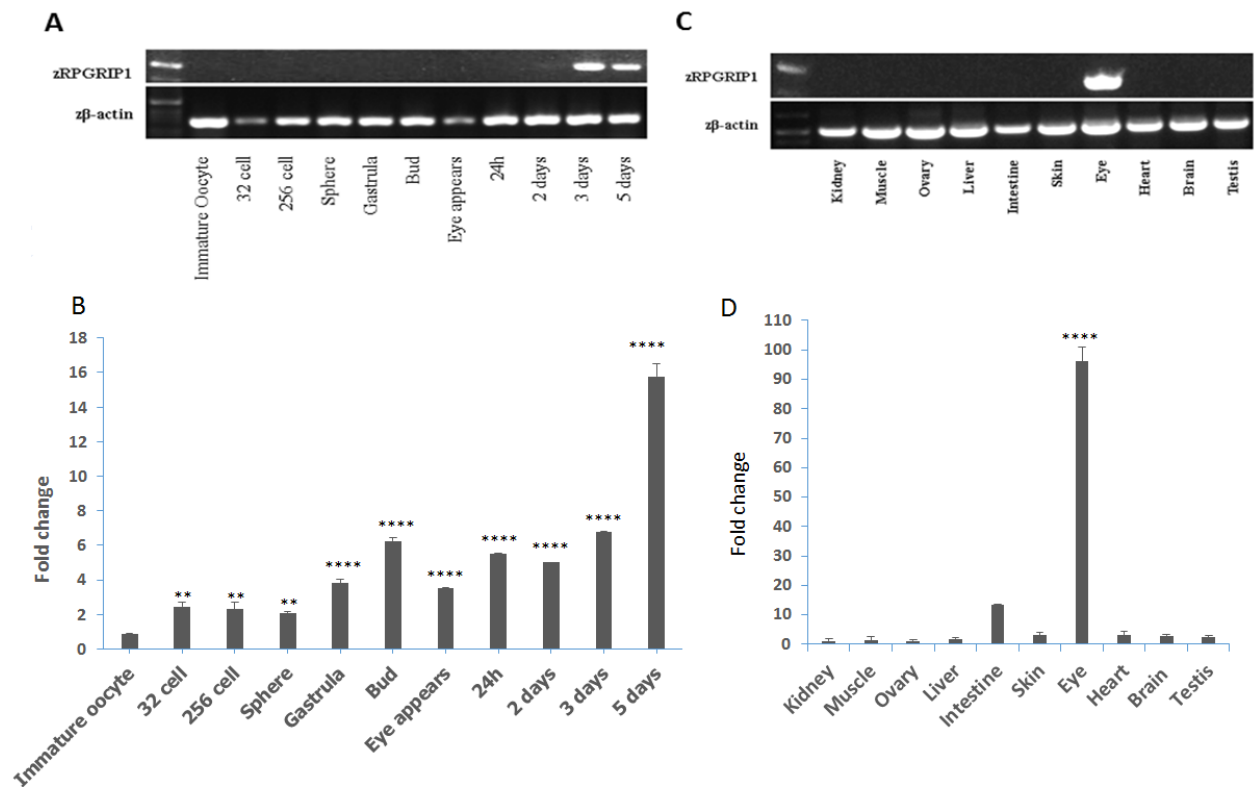 A
zRPGRIP1
zβ-actin
Immature Oocyte
32 cell
256 cell
Sphere
Gastrula
Bud
Eye appears
24h
2 days
3 days
5 days
C
zRPGRIP1
zβ-actin
Kidney
Muscle
Ovary
Liver
Intestine
Skin
Eye
Heart
Brain
Testis
B
Fold change
18
16
14
12
10
8
6
4
2
0
**
**
**
****
****
****
****
****
****
****
Immature oocyte
32 cell
256 cell
Sphere
Gastrula
Bud
Eye appears
24h
2 days
3 days
5 days
D
Fold change
110
100
90
80
70
60
50
40
30
20
10
0
****
Kidney
Muscle
Ovary
Liver
Intestine
Skin
Eye
Heart
Brain
Testis